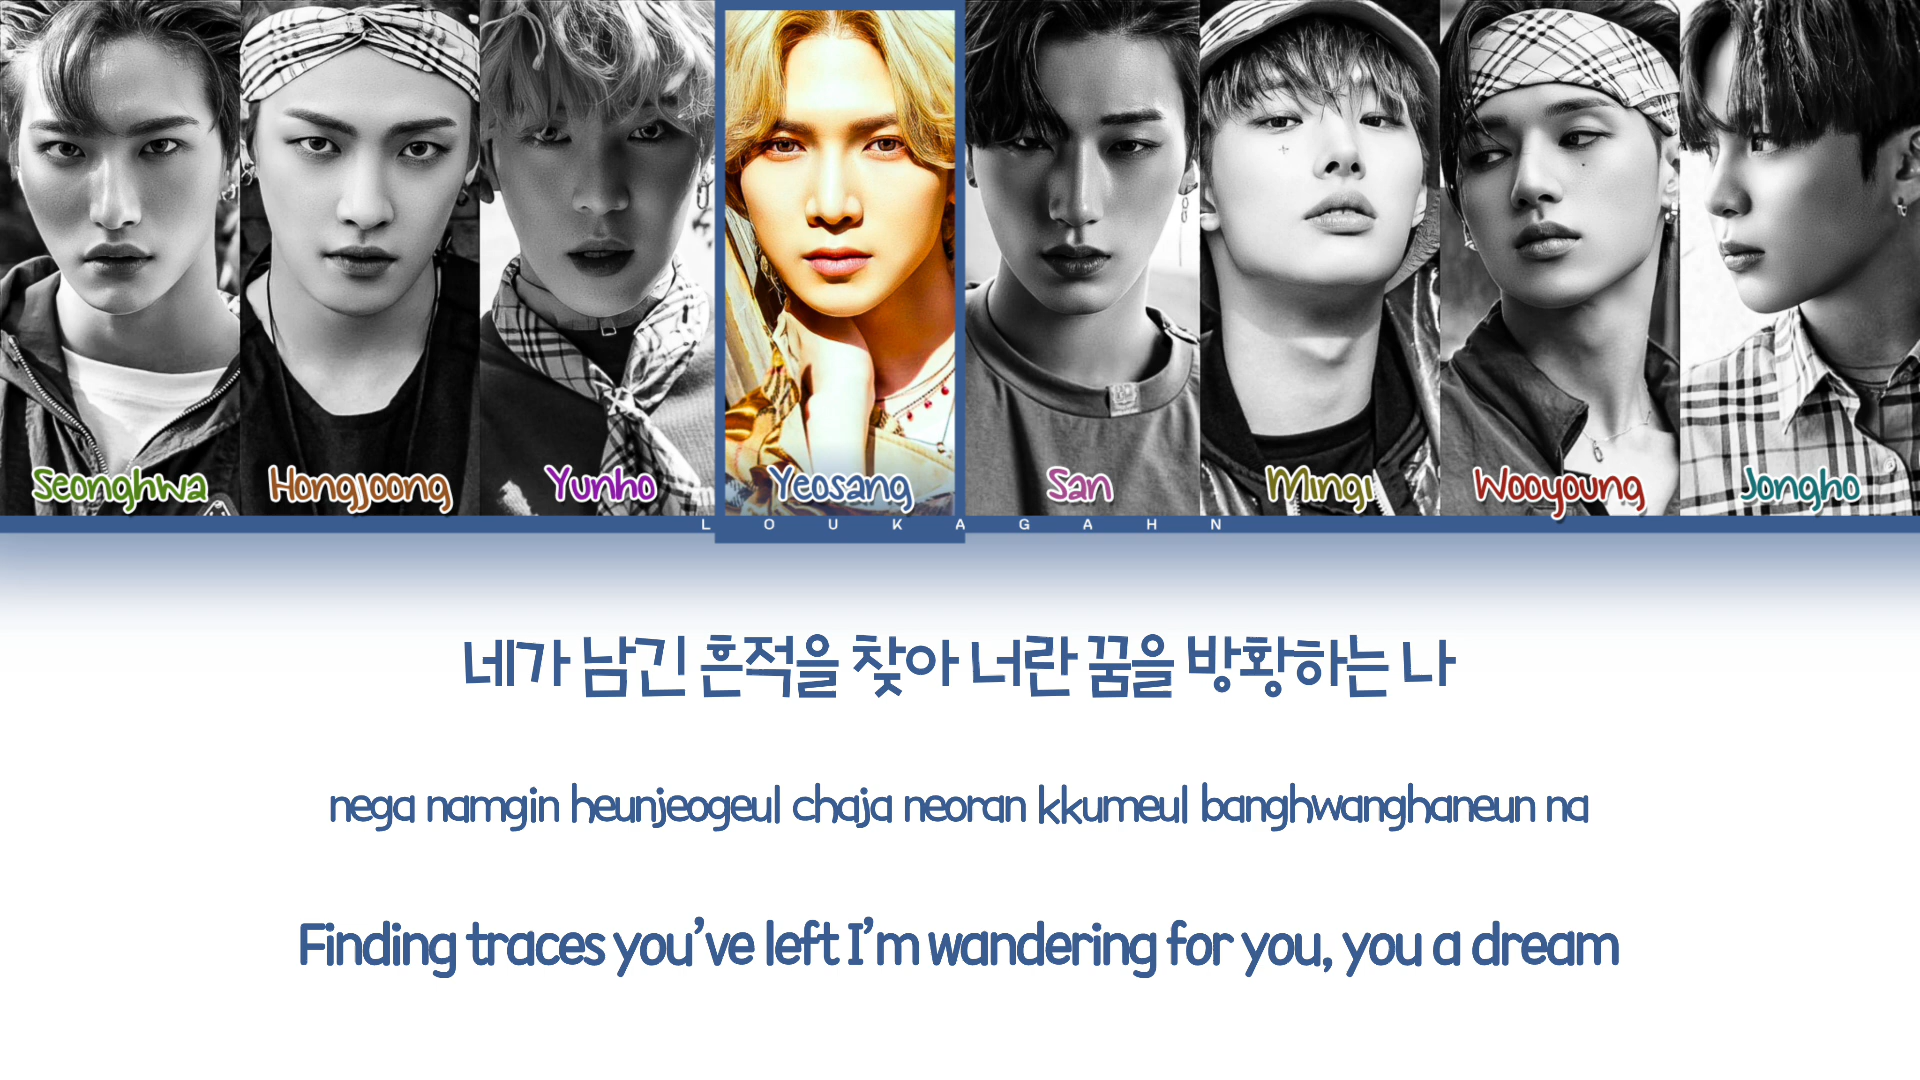 Seonghwa Hongjoong Yunho Yeosang San Mingi Wooyoung Jongho
LOUKAGAHN
네가 남긴 흔적을 찾아 너란 꿈을 방황하는 나
nega namgin heunjeogeul chaja neoran kkumeul banghwanghaneun na
Finding traces you’ve left I’m wandering for you, you a dream